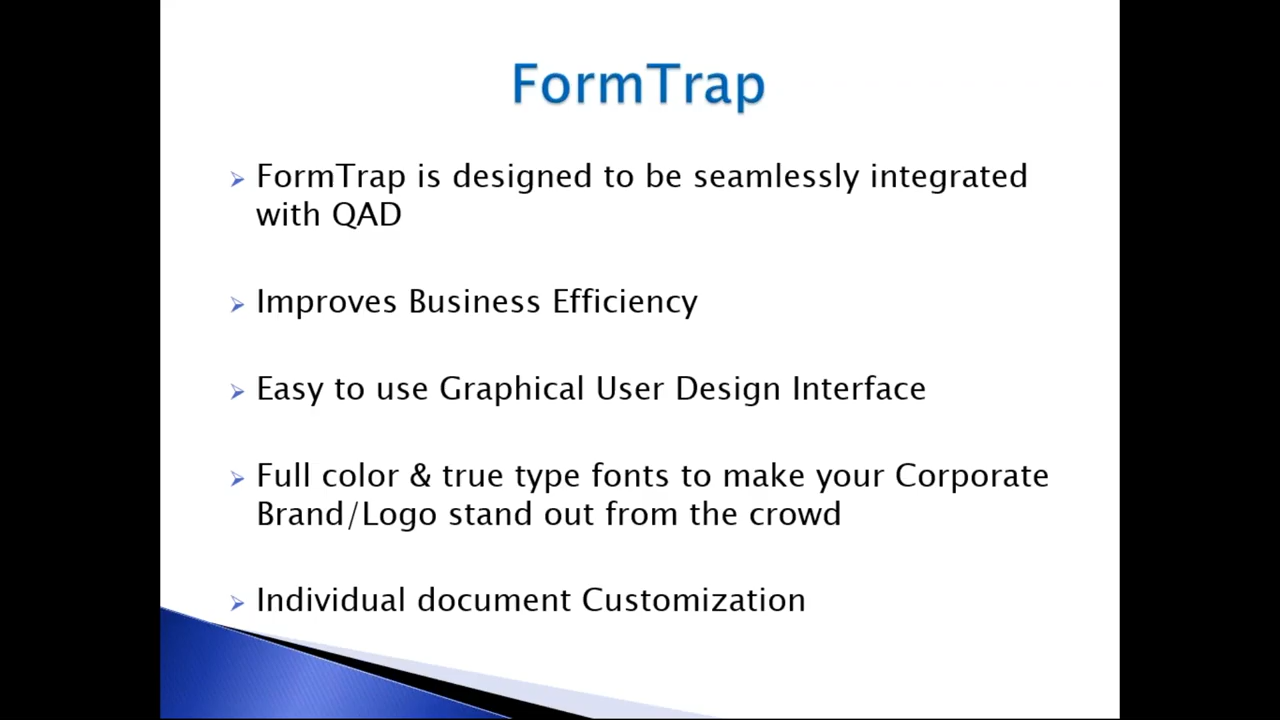 FormTrap
FormTrap is designed to be seamlessly integrated
with QAD
Improves Business Efficiency
Easy to use Graphical User Design Interface
Full color & true type fonts to make your Corporate
Brand/Logo stand out from the crowd
Individual document Customization